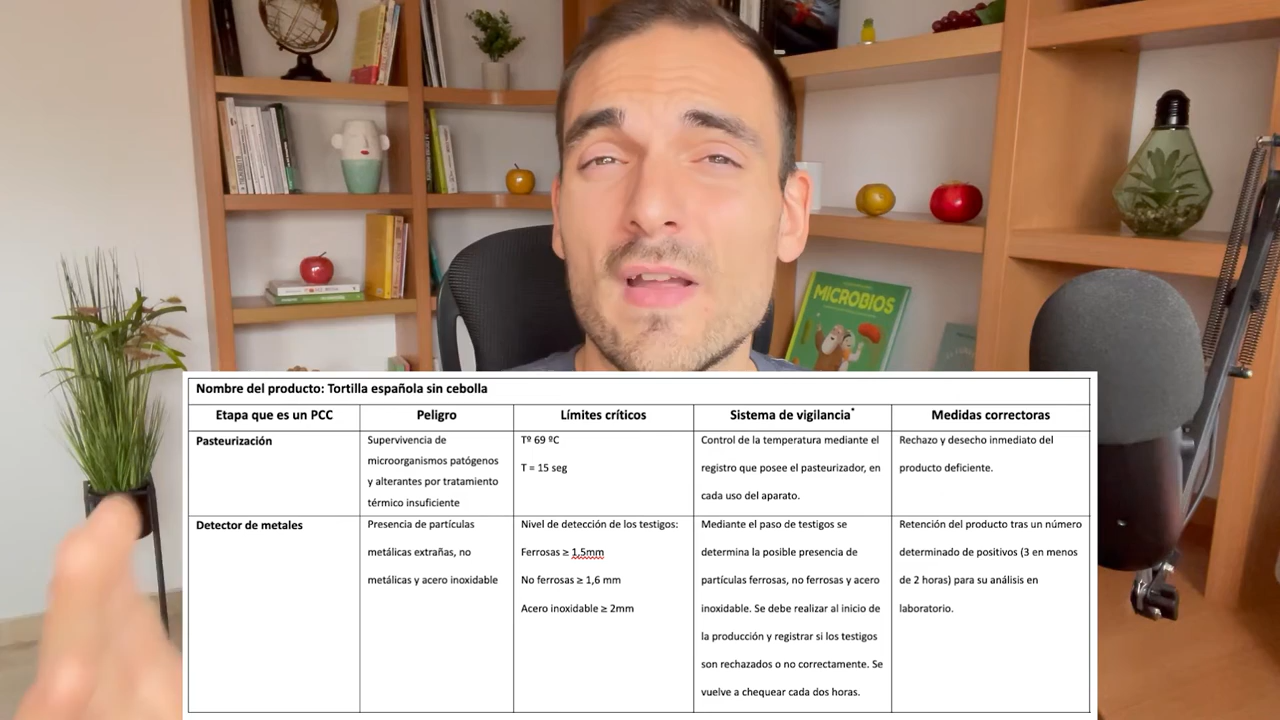 MICROBIOS
Nombre del producto: Tortilla española sin cebolla
Etapa que es un PCC
Peligro
Límites críticos
Sistema de vigilancia*
Medidas correctoras
Pasteurización
Supervivencia de
microorganismos patógenos
y alterantes por tratamiento
térmico insuficiente
Tº 69 ºC
T = 15 seg
Control de la temperatura mediante el
registro que posee el pasteurizador, en
cada uso del aparato.
Rechazo y desecho inmediato del
producto deficiente.
Detector de metales
Presencia de partículas
metálicas extrañas, no
metálicas y acero inoxidable
Nivel de detección de los testigos:
Ferrosas ≥ 1,5mm
No ferrosas ≥ 1,6 mm
Acero inoxidable ≥ 2mm
Mediante el paso de testigos se
determina la posible presencia de
partículas ferrosas, no ferrosas y acero
inoxidable. Se debe realizar al inicio de
la producción y registrar si los testigos
son rechazados o no correctamente. Se
vuelve a chequear cada dos horas.
Retención del producto tras un número
determinado de positivos (3 en menos
de 2 horas) para su análisis en
laboratorio.